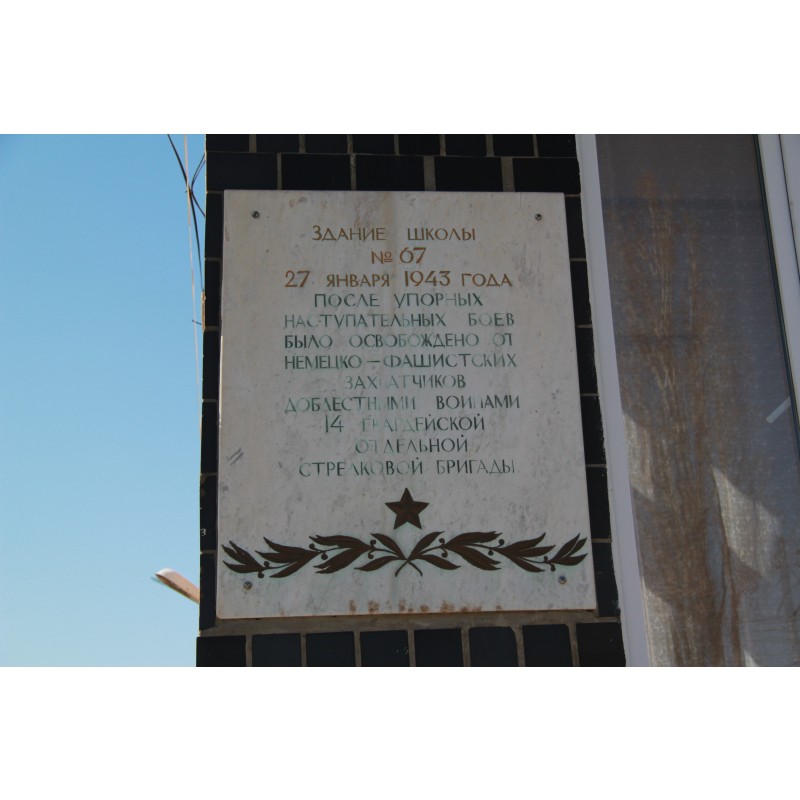 ЗДАНИЕ ШКОЛЫ
№ 67
27 ЯНВАРЯ 1943 ГОДА
ПОСЛЕ УПОРНЫХ
НАСТУПАТЕЛЬНЫХ БОЕВ
БЫЛО ОСВОБОЖДЕНО ОТ
НЕМЕЦКО-ФАШИСТСКИХ
ЗАХВАТЧИКОВ
ДОБЛЕСТНЫМИ ВОИНАМИ
14 ГВАРДЕЙСКОЙ
ОТДЕЛЬНОЙ
СТРЕЛКОВОЙ БРИГАДЫ